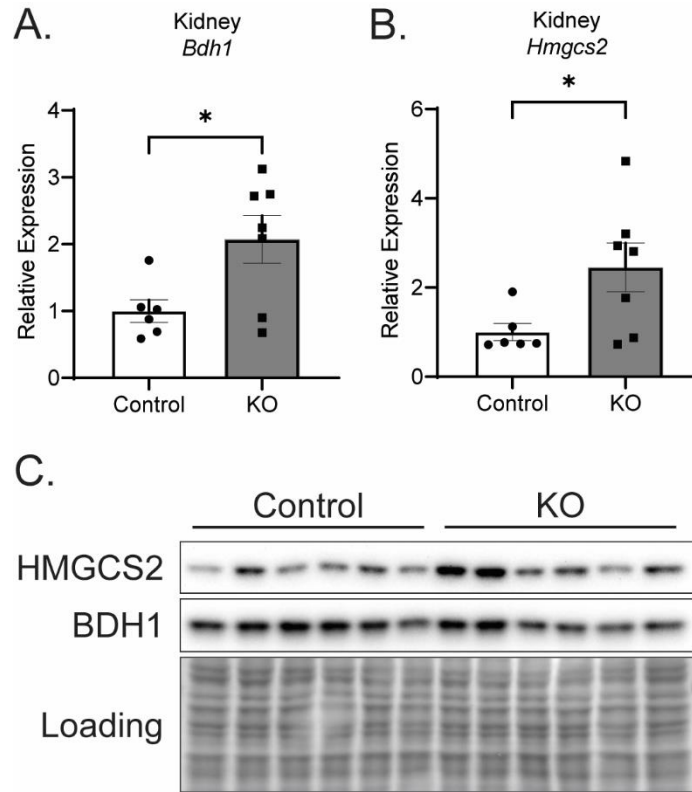 A.
Kidney
Bdh1
*
Relative Expression
4
3
2
1
0
Control
KO
B.
Kidney
Hmgcs2
*
Relative Expression
6
4
2
0
Control
KO
C.
Control
KO
HMGCS2
BDH1
Loading